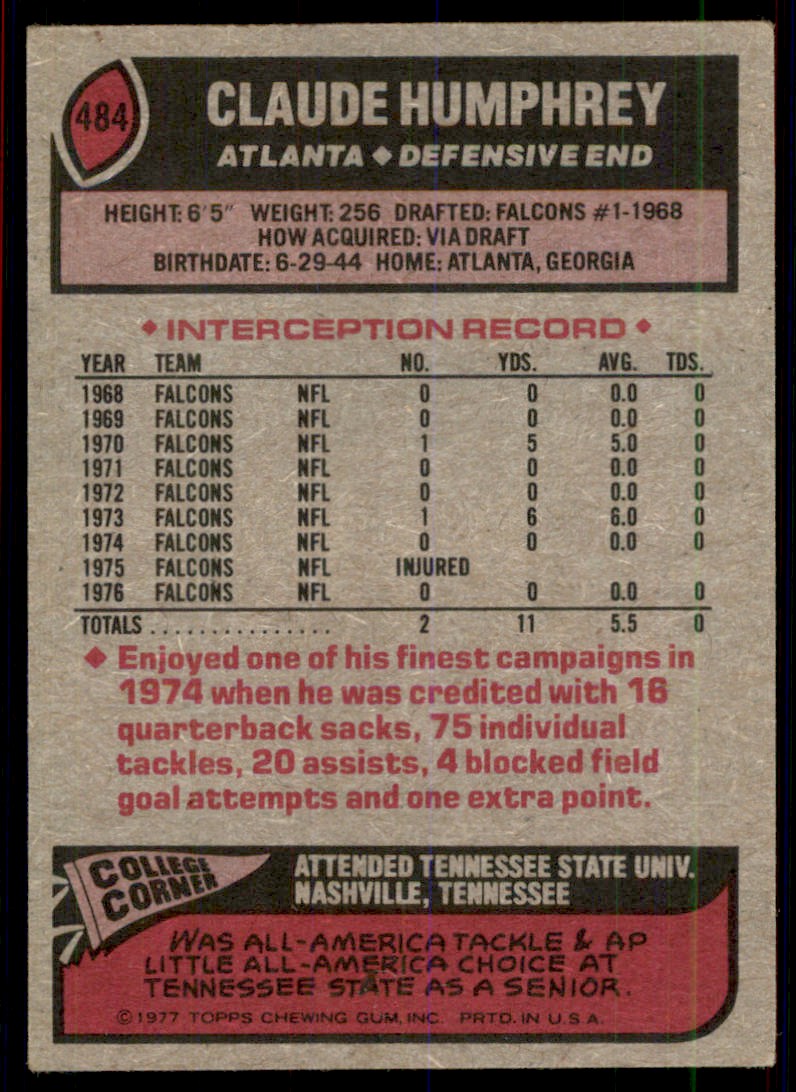 484
CLAUDE HUMPHREY
ATLANTA ◆ DEFENSIVE END
HEIGHT: 6'5" WEIGHT: 256 DRAFTED: FALCONS #1-1968
HOW ACQUIRED: VIA DRAFT
BIRTHDATE: 6-29-44 HOME: ATLANTA, GEORGIA
◆ INTERCEPTION RECORD ◆
YEAR TEAM NO. YDS. AVG. TDS.
1968 FALCONS NFL 0 0 0.0 0
1969 FALCONS NFL 0 0 0.0 0
1970 FALCONS NFL 1 5 5.0 0
1971 FALCONS NFL 0 0 0.0 0
1972 FALCONS NFL 0 0 0.0 0
1973 FALCONS NFL 1 6 6.0 0
1974 FALCONS NFL 0 0 0.0 0
1975 FALCONS NFL INJURED
1976 FALCONS NFL 0 0 0.0 0
TOTALS ................ 2 11 5.5 0
◆ Enjoyed one of his finest campaigns in
1974 when he was credited with 16
quarterback sacks, 75 individual
tackles, 20 assists, 4 blocked field
goal attempts and one extra point.
COLLEGE
CORNER
ATTENDED TENNESSEE STATE UNIV.
NASHVILLE, TENNESSEE
WAS ALL-AMERICA TACKLE & AP
LITTLE ALL-AMERICA CHOICE AT
TENNESSEE STATE AS A SENIOR.
©1977 TOPPS CHEWING GUM, INC. PRTD. IN U.S.A.